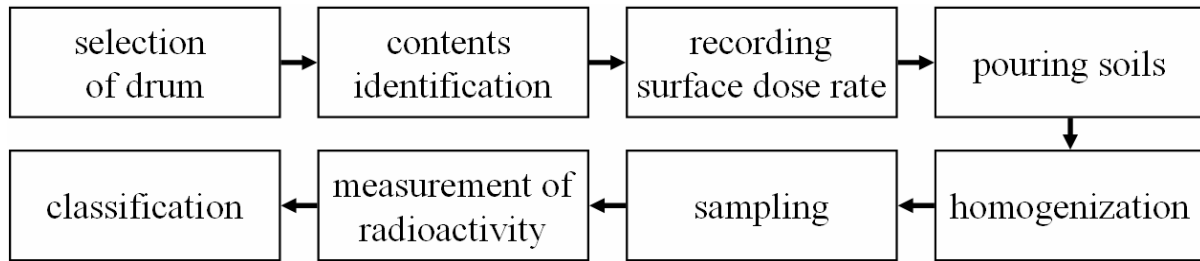 selection
of drum
contents
identification
recording
surface dose rate
pouring soils
homogenization
sampling
measurement of
radioactivity
classification